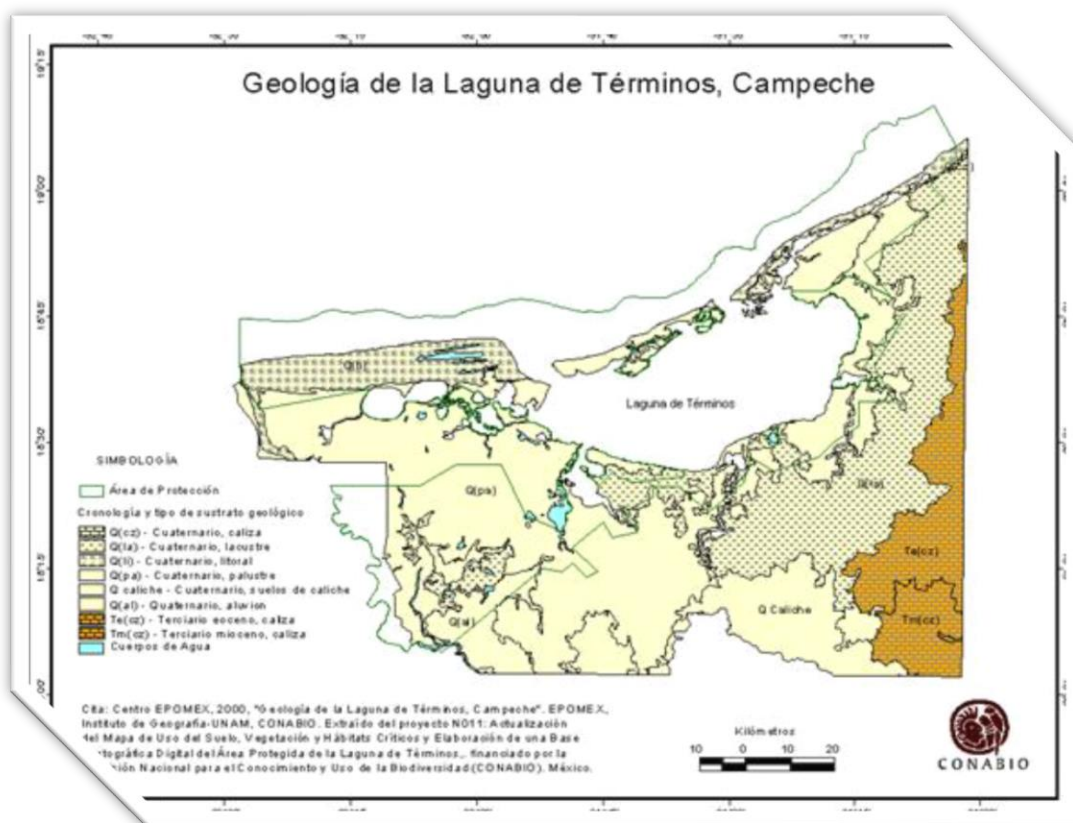 Geología de la Laguna de Términos, Campeche
19°00'
Q(li)
Laguna de Términos
Q(la)
Q(pa)
Te(cz)
Q Caliche
Tm(cz)
Q(al)
SIMBOLOGÍA
Área de Protección
Cronología y tipo de sustrato geológico
Q(cz) - Cuaternario, caliza
Q(la) - Cuaternario, lacustre
Q(li) - Cuaternario, litoral
Q(pa) - Cuaternario, palustre
Q caliche - Cuaternario, suelos de caliche
Q(al) - Quaternario, aluvion
Te(cz) - Terciario eoceno, caliza
Tm(cz) - Terciario mioceno, caliza
Cuerpos de Agua
Cita: Centro EPOMEX, 2000, "Geología de la Laguna de Términos, Campeche". EPOMEX,
Instituto de Geografía-UNAM, CONABIO. Extraído del proyecto N011: Actualización
del Mapa de Uso del Suelo, Vegetación y Hábitats Críticos y Elaboración de una Base
Digital del Área Protegida de la Laguna de Términos,. financiado por la
Nacional para el Conocimiento y Uso de la Biodiversidad (CONABIO). México.
Kilómetros
10 0 10 20
CONABIO